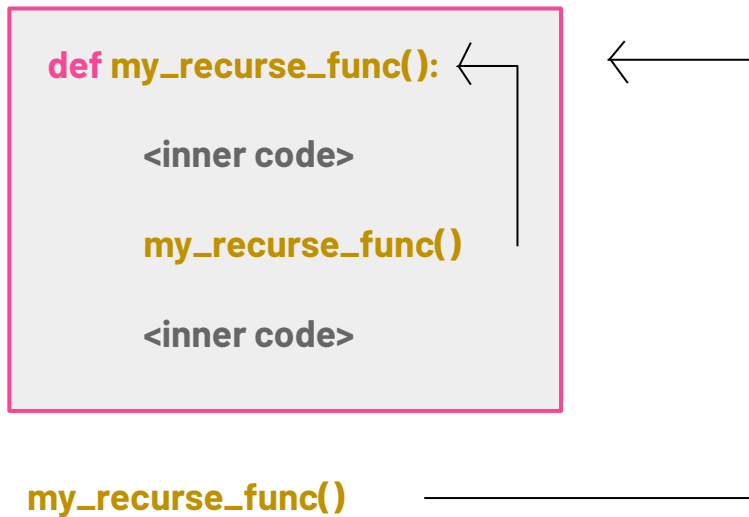 def my_recurse_func():
<inner code>
my_recurse_func()
<inner code>
my_recurse_func()